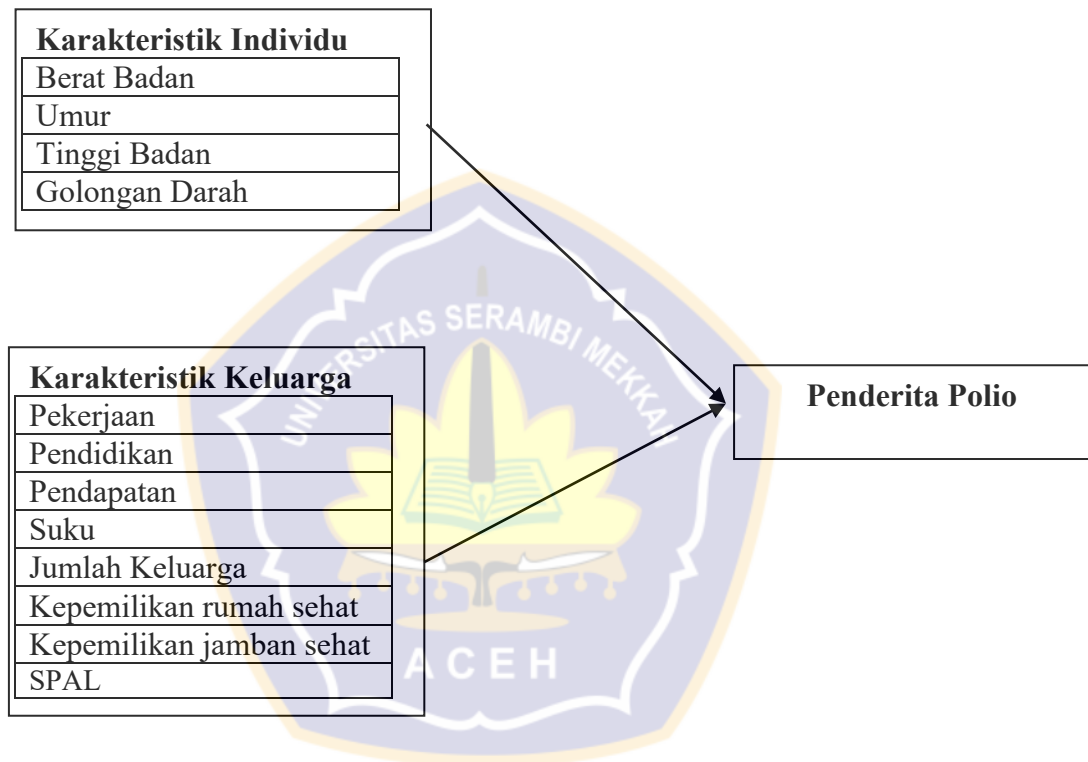 Karakteristik Individu
Berat Badan
Umur
Tinggi Badan
Golongan Darah
UNIVERSITAS SERAMBI MEKKAH
Karakteristik Keluarga
Pekerjaan
Pendidikan
Pendapatan
Suku
Jumlah Keluarga
Kepemilikan rumah sehat
Kepemilikan jamban sehat
SPAL
Penderita Polio
ACEH